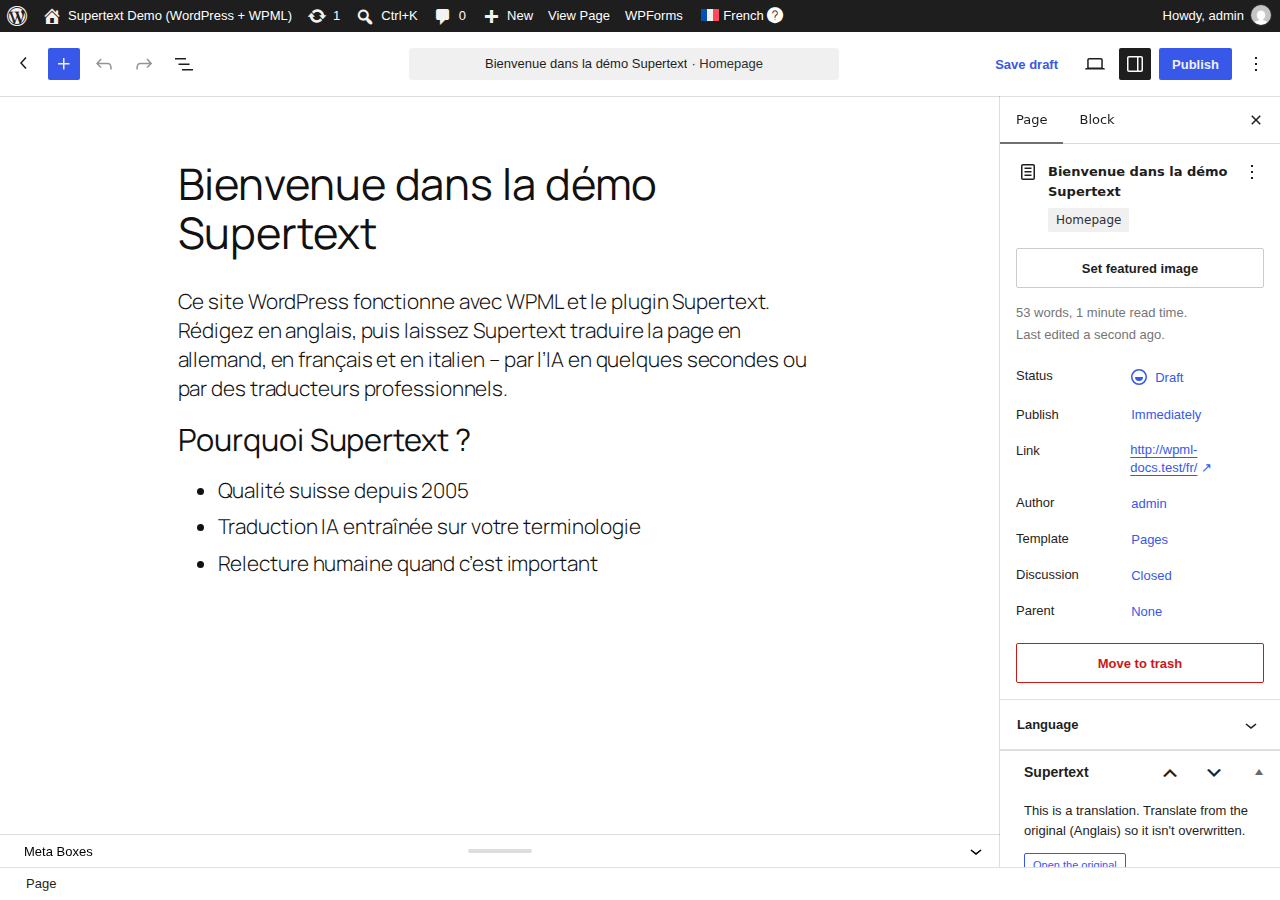 Supertext Demo (WordPress + WPML) 1 Ctrl+K 0 New View Page WPForms French ? Howdy, admin
Bienvenue dans la démo Supertext · Homepage
Save draft
Publish
Bienvenue dans la démo
Supertext
Ce site WordPress fonctionne avec WPML et le plugin Supertext.
Rédigez en anglais, puis laissez Supertext traduire la page en
allemand, en français et en italien – par l’IA en quelques secondes ou
par des traducteurs professionnels.
Pourquoi Supertext ?
• Qualité suisse depuis 2005
• Traduction IA entraînée sur votre terminologie
• Relecture humaine quand c’est important
Meta Boxes
Page
Page Block
Bienvenue dans la démo
Supertext
Homepage
Set featured image
53 words, 1 minute read time.
Last edited a second ago.
Status Draft
Publish Immediately
Link http://wpml-
docs.test/fr/ ↗
Author admin
Template Pages
Discussion Closed
Parent None
Move to trash
Language
Supertext
This is a translation. Translate from the
original (Anglais) so it isn't overwritten.
Open the original